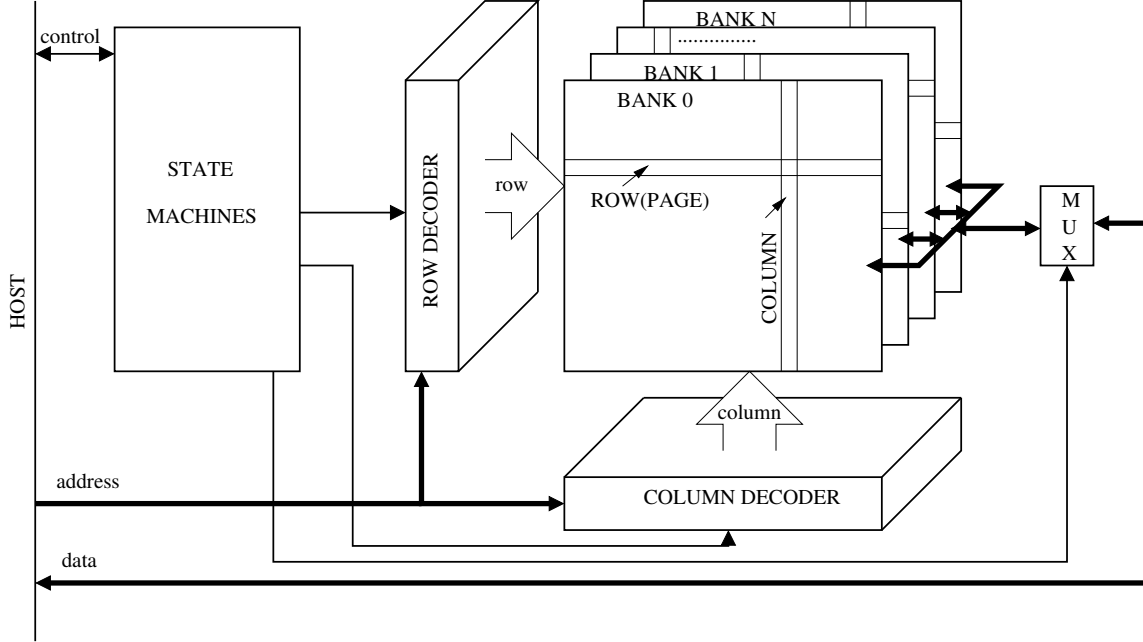 BANK N
...............
control
BANK 1
BANK 0
STATE
MACHINES
ROW DECODER
row
ROW(PAGE)
COLUMN
M
U
X
HOST
column
address
COLUMN DECODER
data